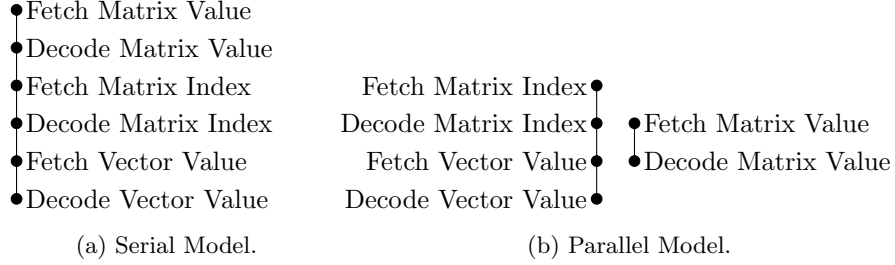 Fetch Matrix Value
Decode Matrix Value
Fetch Matrix Index
Decode Matrix Index
Fetch Vector Value
Decode Vector Value
(a) Serial Model.
Fetch Matrix Index
Decode Matrix Index
Fetch Vector Value
Decode Vector Value
Fetch Matrix Value
Decode Matrix Value
(b) Parallel Model.